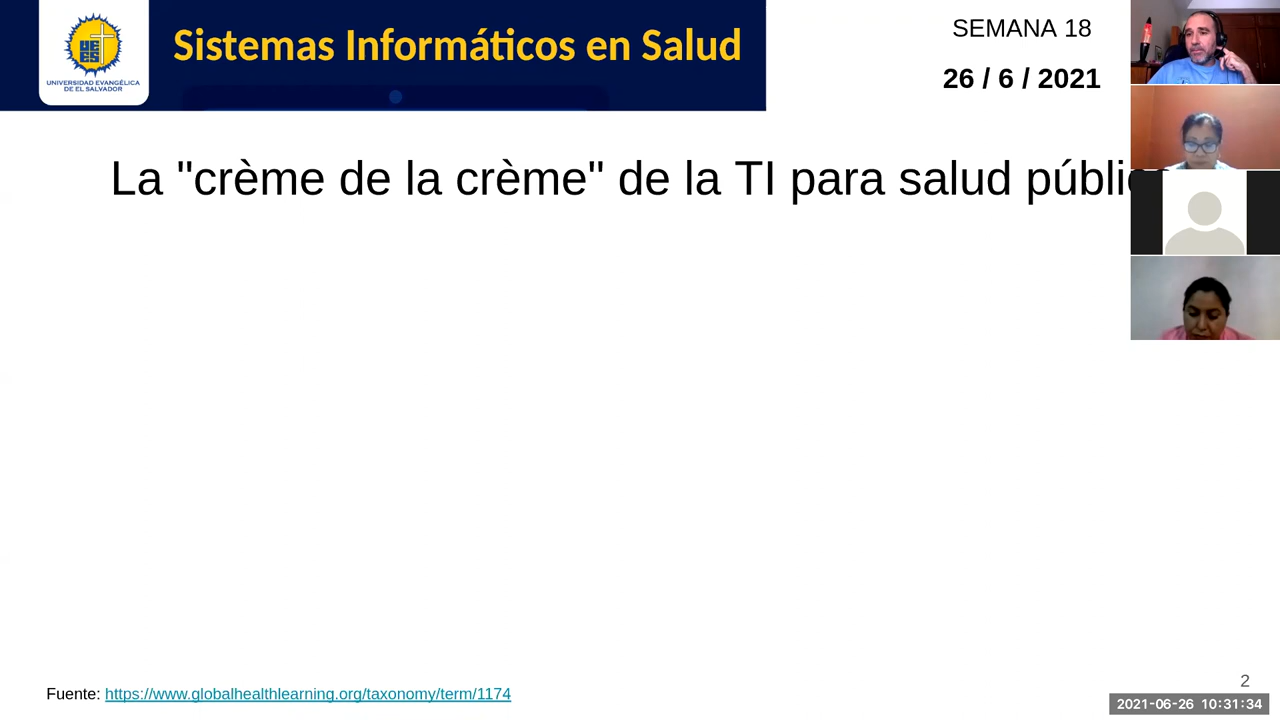 UNIVERSIDAD EVANGÉLICA
DE EL SALVADOR
Sistemas Informáticos en Salud
SEMANA 18
26 / 6 / 2021
La "crème de la crème" de la TI para salud
Fuente: https://www.globalhealthlearning.org/taxonomy/term/1174
2
2021-06-26 10:31:34